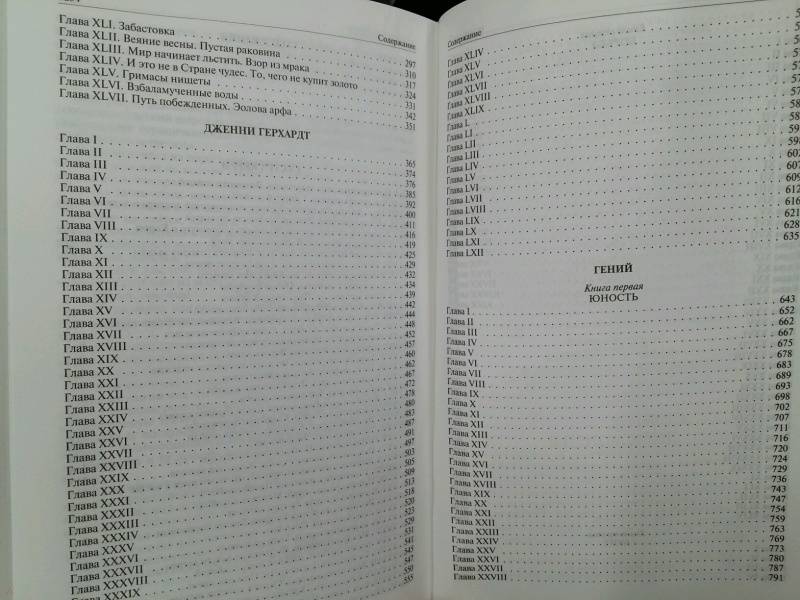 Содержание
Глава XLI. Забастовка 297
Глава XLII. Веяние весны. Пустая раковина 310
Глава XLIII. Мир начинает льстить. Взор из мрака 317
Глава XLIV. И это не в Стране чудес. То, чего не купит золото 324
Глава XLV. Гримасы нищеты 331
Глава XLVI. Взбаламученные воды 342
Глава XLVII. Путь побежденных. Эолова арфа 351
ДЖЕННИ ГЕРХАРДТ
Глава I 365
Глава II 374
Глава III 376
Глава IV 385
Глава V 392
Глава VI 400
Глава VII 411
Глава VIII 416
Глава IX 419
Глава X 425
Глава XI 429
Глава XII 432
Глава XIII 434
Глава XIV 439
Глава XV 442
Глава XVI 444
Глава XVII 448
Глава XVIII 452
Глава XIX 457
Глава XX 460
Глава XXI 462
Глава XXII 467
Глава XXIII 472
Глава XXIV 478
Глава XXV 480
Глава XXVI 483
Глава XXVII 487
Глава XXVIII 491
Глава XXIX 497
Глава XXX 503
Глава XXXI 505
Глава XXXII 509
Глава XXXIII 513
Глава XXXIV 518
Глава XXXV 520
Глава XXXVI 523
Глава XXXVII 529
Глава XXXVIII 531
Глава XXXIX 541
545
547
550
555
Содержание
Глава XLIV
Глава XLV
Глава XLVI
Глава XLVII
Глава XLVIII
Глава XLIX
Глава L
Глава LI
Глава LII
Глава LIII
Глава LIV
Глава LV 602
Глава LVI 607
Глава LVII 609
Глава LVIII 612
Глава LIX 616
Глава LX 621
Глава LXI 628
Глава LXII 635
ГЕНИЙ
Книга первая
ЮНОСТЬ
Глава I 643
Глава II 652
Глава III 662
Глава IV 667
Глава V 675
Глава VI 678
Глава VII 683
Глава VIII 689
Глава IX 693
Глава X 698
Глава XI 702
Глава XII 707
Глава XIII 711
Глава XIV 716
Глава XV 720
Глава XVI 724
Глава XVII 729
Глава XVIII 736
Глава XIX 743
Глава XX 747
Глава XXI 754
Глава XXII 759
Глава XXIII 763
Глава XXIV 769
Глава XXV 773
Глава XXVI 780
Глава XXVII 787
Глава XXVIII 791